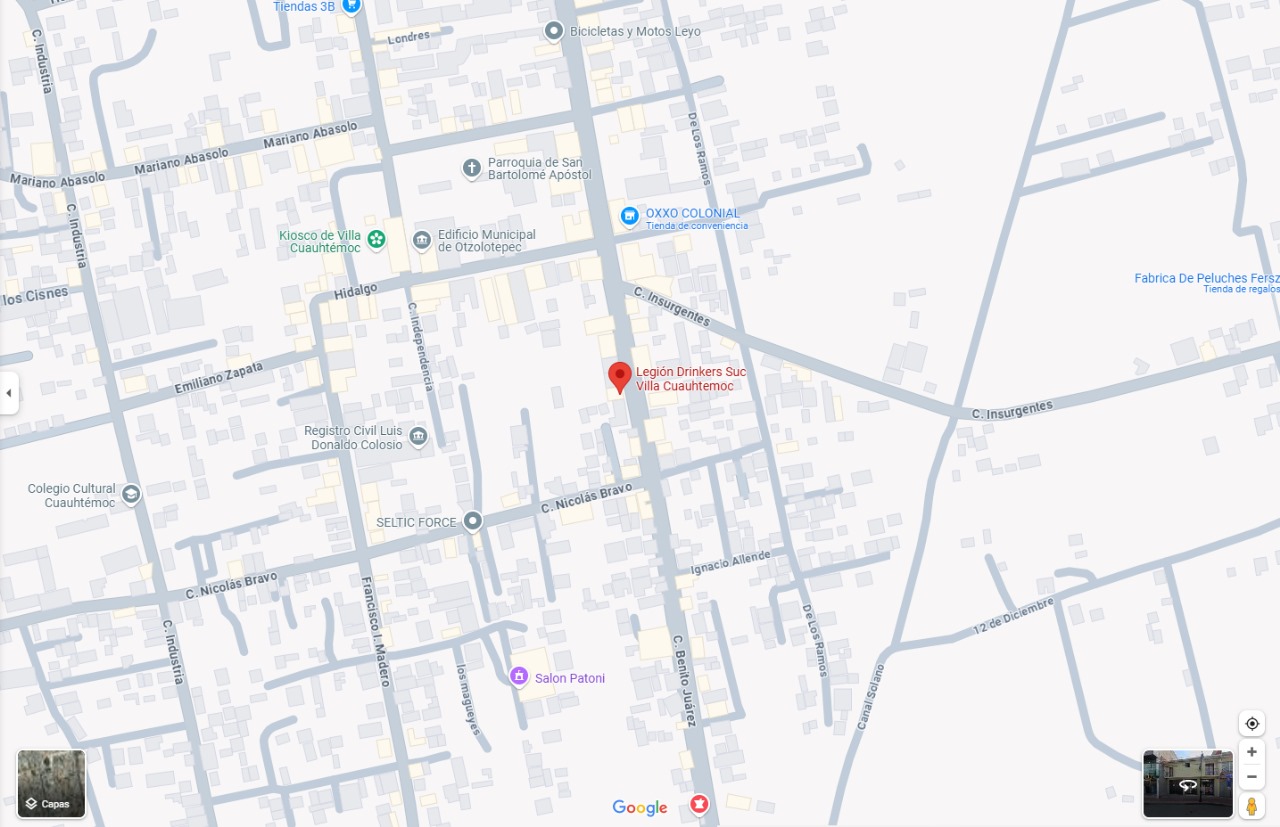 Tiendas 3B
Londres
Bicicletas y Motos Leyo
C. Industria
Mariano Abasolo
Mariano Abasolo
Mariano Abasolo
De Los Ramos
Parroquia de San
Bartolomé Apóstol
OXXO COLONIAL
Tienda de conveniencia
C. Industria
Kiosco de Villa
Cuauhtémoc
Edificio Municipal
de Otzolotepec
Fabrica De Peluches Fersz
Tienda de regalos
los Cisnes
Hidalgo
C. Insurgentes
C. Independencia
Emiliano Zapata
Legión Drinkers Suc
Villa Cuauhtemoc
C. Insurgentes
Registro Civil Luis
Donaldo Colosio
Colegio Cultural
Cuauhtémoc
C. Nicolás Bravo
SELTIC FORCE
Ignacio Allende
C. Nicolás Bravo
Francisco I. Madero
12 de Diciembre
De Los Ramos
C. Industria
C. Benito Juárez
los magueyes
Salon Patoni
Canal Solano
Capas
Google